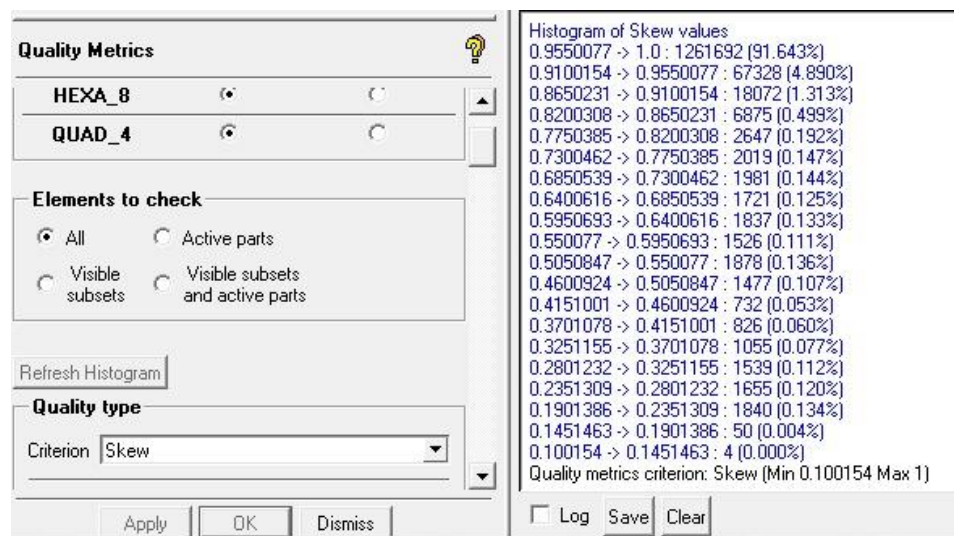 Quality Metrics
HEXA_8
QUAD_4
Elements to check
All
Active parts
Visible subsets
Visible subsets and active parts
Refresh Histogram
Quality type
Criterion Skew
Apply OK Dismiss
Histogram of Skew values
0.9550077 -> 1.0 : 1261692 (91.643%)
0.9100154 -> 0.9550077 : 67328 (4.890%)
0.8650231 -> 0.9100154 : 18072 (1.313%)
0.8200308 -> 0.8650231 : 6875 (0.499%)
0.7750385 -> 0.8200308 : 2647 (0.192%)
0.7300462 -> 0.7750385 : 2019 (0.147%)
0.6850539 -> 0.7300462 : 1981 (0.144%)
0.6400616 -> 0.6850539 : 1721 (0.125%)
0.5950693 -> 0.6400616 : 1837 (0.133%)
0.550077 -> 0.5950693 : 1526 (0.111%)
0.5050847 -> 0.550077 : 1878 (0.136%)
0.4600924 -> 0.5050847 : 1477 (0.107%)
0.4151001 -> 0.4600924 : 732 (0.053%)
0.3701078 -> 0.4151001 : 826 (0.060%)
0.3251155 -> 0.3701078 : 1055 (0.077%)
0.2801232 -> 0.3251155 : 1539 (0.112%)
0.2351309 -> 0.2801232 : 1655 (0.120%)
0.1901386 -> 0.2351309 : 1840 (0.134%)
0.1451463 -> 0.1901386 : 50 (0.004%)
0.100154 -> 0.1451463 : 4 (0.000%)
Quality metrics criterion: Skew (Min 0.100154 Max 1)
Log Save Clear